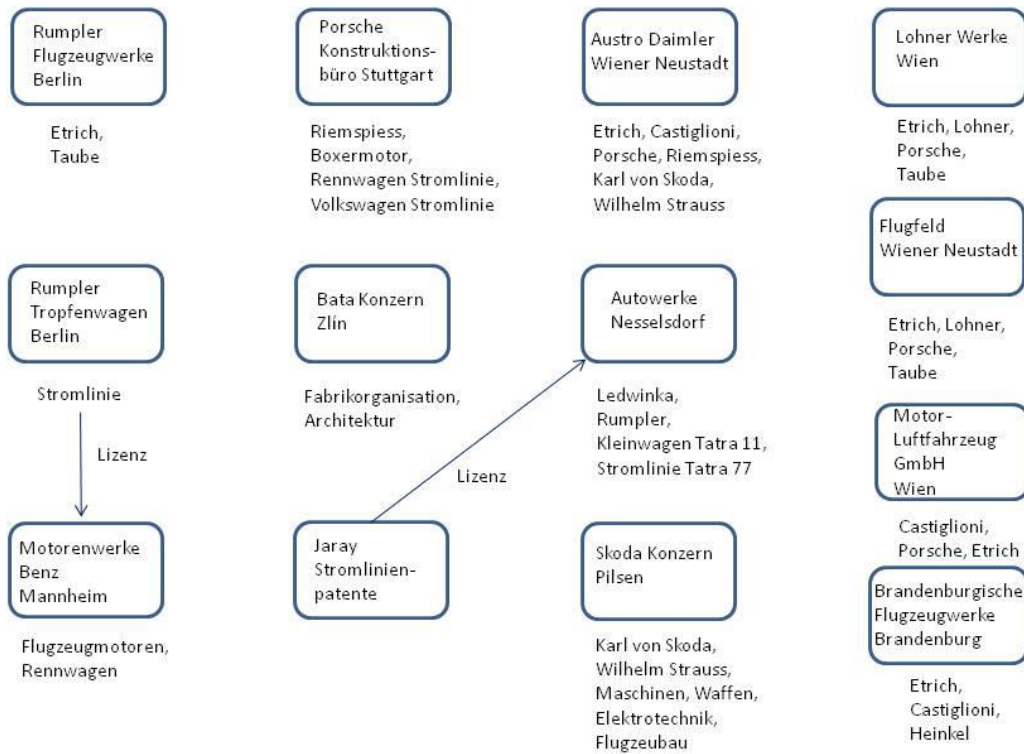 Rumpler
Flugzeugwerke
Berlin
Etrich,
Taube
Porsche
Konstruktions-
büro Stuttgart
Riemspiess,
Boxermotor,
Rennwagen Stromlinie,
Volkswagen Stromlinie
Austro Daimler
Wiener Neustadt
Etrich, Castiglioni,
Porsche, Riemspiess,
Karl von Skoda,
Wilhelm Strauss
Lohner Werke
Wien
Etrich, Lohner,
Porsche,
Taube
Flugfeld
Wiener Neustadt
Etrich, Lohner,
Porsche,
Taube
Rumpler
Tropfenwagen
Berlin
Stromlinie
Lizenz
Bata Konzern
Zlín
Fabrikorganisation,
Architektur
Autowerke
Nesselsdorf
Ledwinka,
Rumpler,
Kleinwagen Tatra 11,
Stromlinie Tatra 77
Lizenz
Motor-
Luftfahrzeug
GmbH
Wien
Castiglioni,
Porsche, Etrich
Motorenwerke
Benz
Mannheim
Flugzeugmotoren,
Rennwagen
Jaray
Stromlinien-
patente
Skoda Konzern
Pilsen
Karl von Skoda,
Wilhelm Strauss,
Maschinen, Waffen,
Elektrotechnik,
Flugzeubau
Brandenburgische
Flugzeugwerke
Brandenburg
Etrich,
Castiglioni,
Heinkel